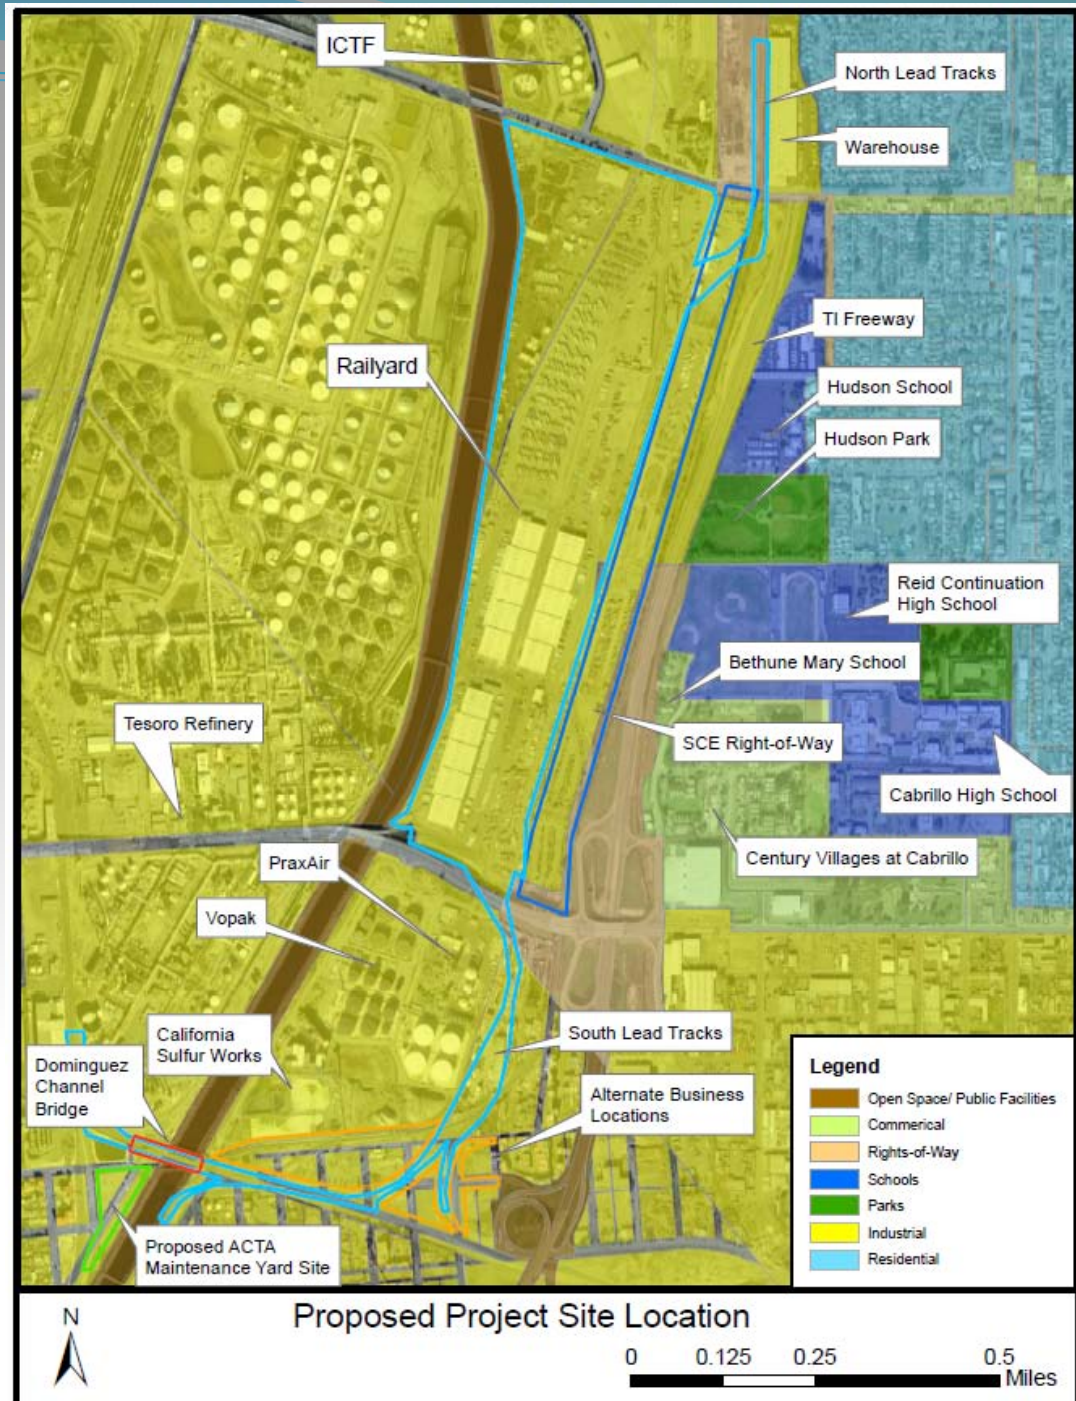 ICTF
North Lead Tracks
Warehouse
TI Freeway
Railyard
Hudson School
Hudson Park
Reid Continuation
High School
Bethune Mary School
Tesoro Refinery
SCE Right-of-Way
Cabrillo High School
Century Villages at Cabrillo
PraxAir
Vopak
California
Sulfur Works
South Lead Tracks
Dominguez
Channel
Bridge
Alternate Business
Locations
Proposed ACTA
Maintenance Yard Site
Legend
Open Space/ Public Facilities
Commerical
Rights-of-Way
Schools
Parks
Industrial
Residential
N
Proposed Project Site Location
0 0.125 0.25 0.5
Miles